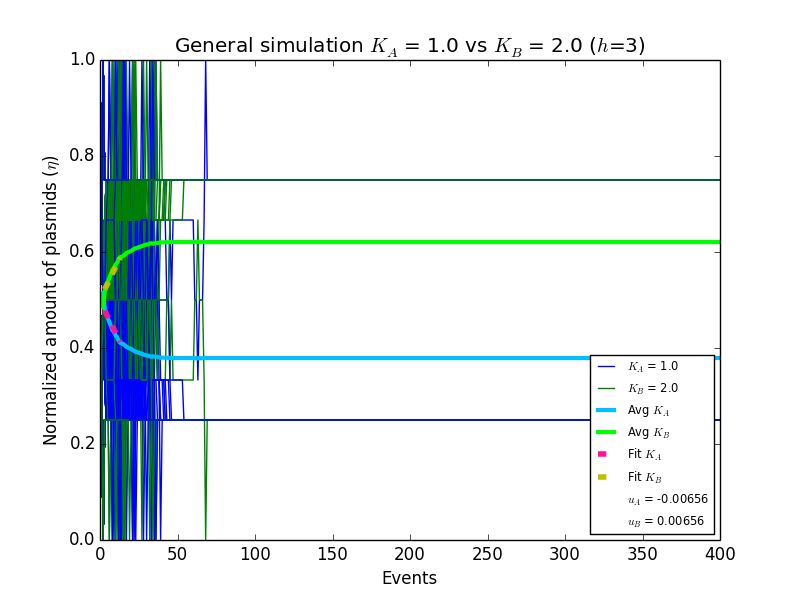 General simulation K_A = 1.0 vs K_B = 2.0 (h=3)
Normalized amount of plasmids (η)
1.0
0.8
0.6
0.4
0.2
0.0
K_A = 1.0
K_B = 2.0
Avg K_A
Avg K_B
Fit K_A
Fit K_B
u_A = -0.00656
u_B = 0.00656
0 50 100 150 200 250 300 350 400
Events